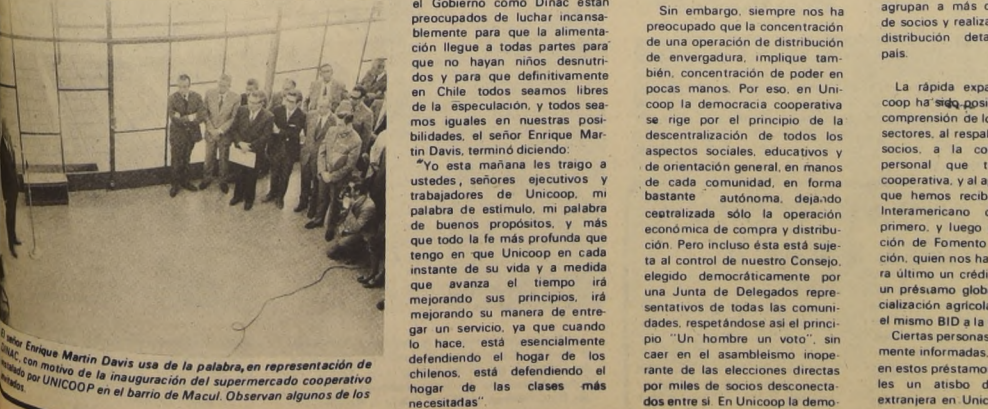 El señor Enrique Martin Davis usa de la palabra, en representación de
DINAC, con motivo de la inauguración del supermercado cooperativo
instalado por UNICOOP en el barrio de Macul. Observan algunos de los
invitados.
el Gobierno como Dinac están
preocupados de luchar incansa-
blemente para que la alimenta-
ción llegue a todas partes para
que no hayan niños desnutri-
dos y para que definitivamente
en Chile todos seamos libres
de la especulación, y todos sea-
mos iguales en nuestras posi-
bilidades, el señor Enrique Mar-
tin Davis, terminó diciendo:
"Yo esta mañana les traigo a
ustedes, señores ejecutivos y
trabajadores de Unicoop, mi
palabra de estímulo, mi palabra
de buenos propósitos, y más
que todo la fe más profunda que
tengo en que Unicoop en cada
instante de su vida y a medida
que avanza el tiempo irá
mejorando sus principios, irá
mejorando su manera de entre-
gar un servicio, ya que cuando
lo hace, está esencialmente
defendiendo el hogar de los
chilenos, está defendiendo el
hogar de las clases más
necesitadas".
Sin embargo, siempre nos ha
preocupado que la concentración
de una operación de distribución
de envergadura, implique tam-
bién, concentración de poder en
pocas manos. Por eso, en Uni-
coop la democracia cooperativa
se rige por el principio de la
descentralización de todos los
aspectos sociales, educativos y
de orientación general, en manos
de cada comunidad, en forma
bastante autónoma, dejando
centralizada sólo la operación
económica de compra y distribu-
ción. Pero incluso ésta está suje-
ta al control de nuestro Consejo,
elegido democráticamente por
una Junta de Delegados repre-
sentativos de todas las comuni-
dades, respetándose así el princi-
pio "Un hombre un voto", sin
caer en el asambleismo inope-
rante de las elecciones directas
por miles de socios desconecta-
dos entre sí. En Unicoop la demo-
agrupan a más
de socios y realiza
distribución deta
país.
La rápida expa
coop ha sido posi
comprensión de lo
sectores, al respal
socios, a la co
personal que t
cooperativa, y al a
que hemos recib
Interamericano
primero, y luego
ción de Fomento
ción, quien nos ha
ra último un crédi
un préstamo glob
cialización agrícola
el mismo BID a la
Ciertas personas
mente informadas,
en estos préstamo
les un atisbo d
extranjera en Unic